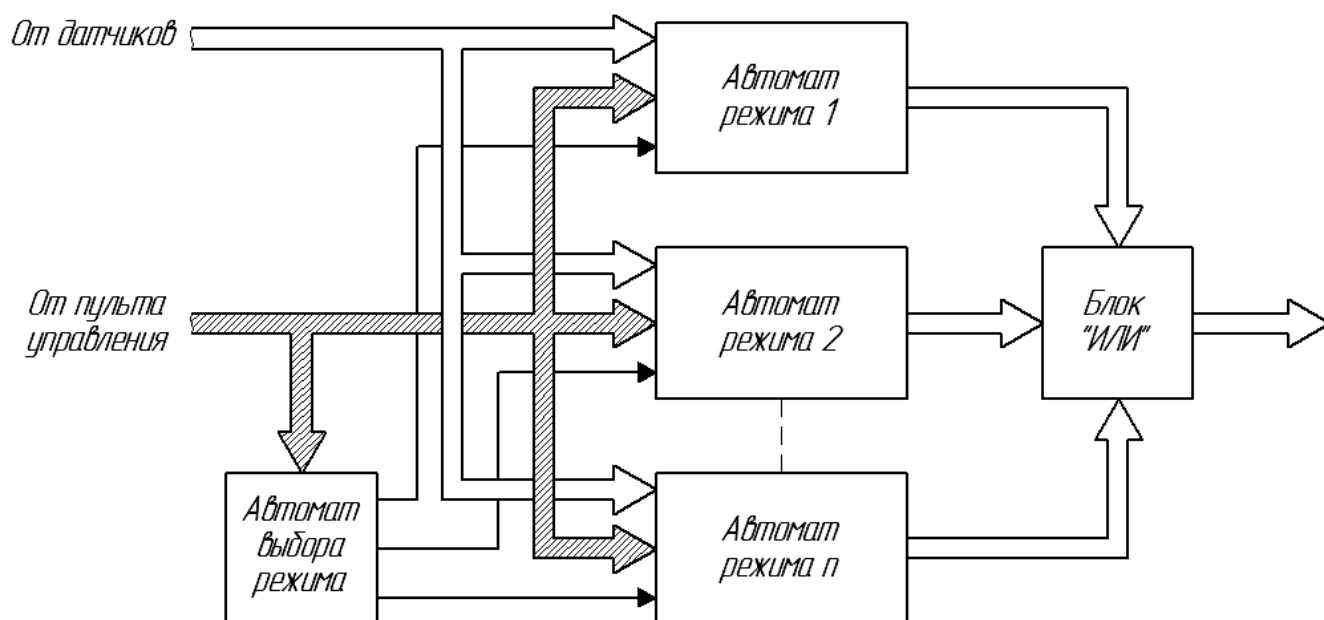 От датчиков
Автомат
режима 1
От пульта
управления
Автомат
режима 2
Блок
"ИЛИ"
Автомат
выбора
режима
Автомат
режима n